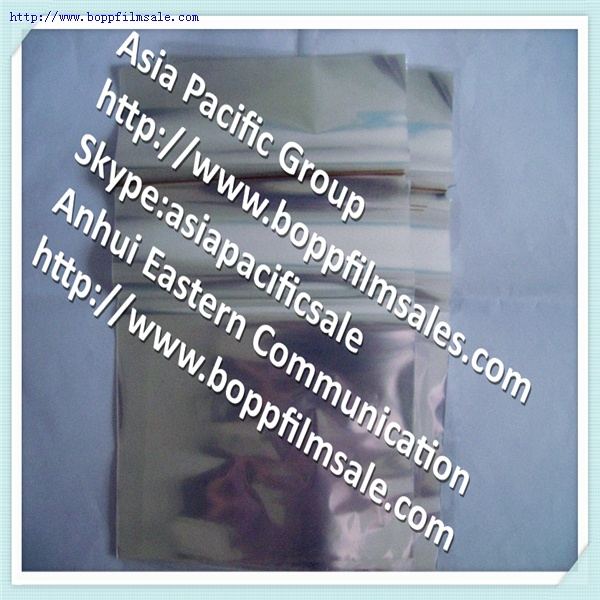 http://www.boppfilmsale.com
Asia Pacific Group
http://www.boppfilmsales.com
Skype:asiapacificsale
Anhui Eastern Communication
http://www.boppfilmsale.com